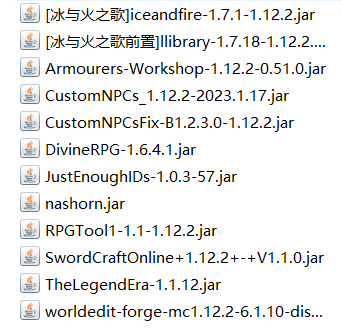 [冰与火之歌]iceandfire-1.7.1-1.12.2.jar
[冰与火之歌前置]llibrary-1.7.18-1.12.2....
Armourers-Workshop-1.12.2-0.51.0.jar
CustomNPCs_1.12.2-2023.1.17.jar
CustomNPCsFix-B1.2.3.0-1.12.2.jar
DivineRPG-1.6.4.1.jar
JustEnoughIDs-1.0.3-57.jar
nashorn.jar
RPGTool1-1.1-1.12.2.jar
SwordCraftOnline+1.12.2+-+V1.1.0.jar
TheLegendEra-1.1.12.jar
worldedit-forge-mc1.12.2-6.1.10-dis...